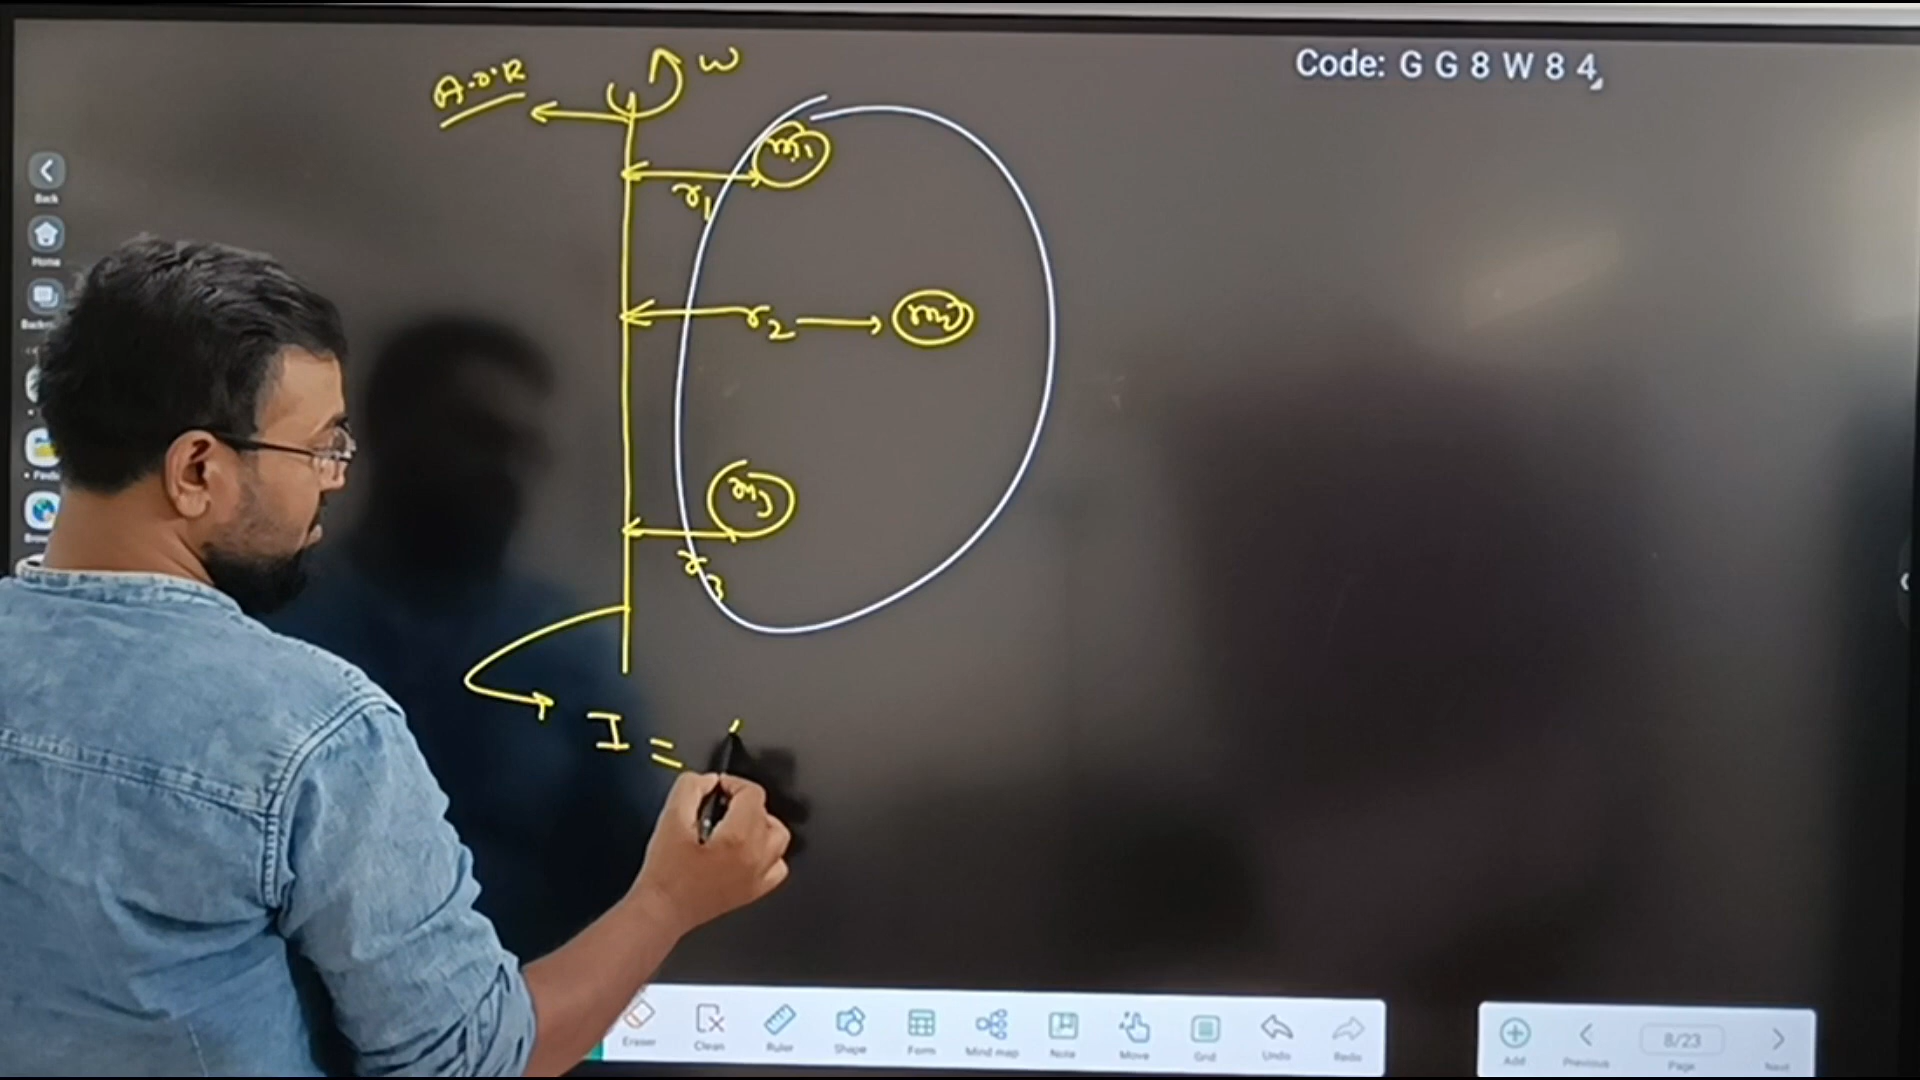 Code: G G 8 W 8 4
A.O.R
W
m1
r1
r2
m2
m3
r3
I =
Back
Home
Eraser
Clean
Ruler
Shape
Form
Mind map
Note
Move
Grid
Undo
Redo
Add
Previous
8/23
Page
Next